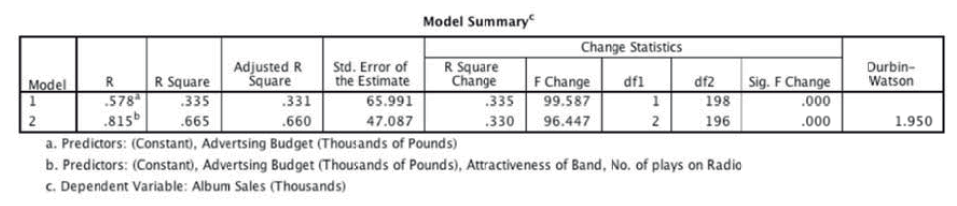 Model Summaryᶜ
Change Statistics
Model R R Square Adjusted R Square Std. Error of the Estimate R Square Change F Change df1 df2 Sig. F Change Durbin-Watson
1 .578ᵃ .335 .331 65.991 .335 99.587 1 198 .000
2 .815ᵇ .665 .660 47.087 .330 96.447 2 196 .000 1.950
a. Predictors: (Constant), Advertsing Budget (Thousands of Pounds)
b. Predictors: (Constant), Advertsing Budget (Thousands of Pounds), Attractiveness of Band, No. of plays on Radio
c. Dependent Variable: Album Sales (Thousands)